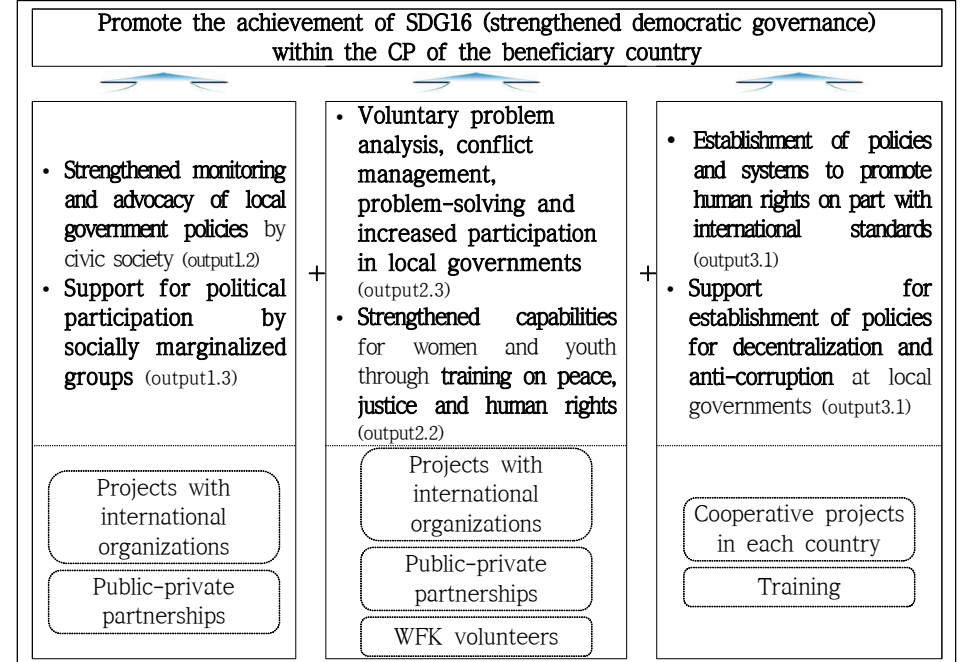 Promote the achievement of SDG16 (strengthened democratic governance)
within the CP of the beneficiary country
• Strengthened monitoring
and advocacy of local
government policies by
civic society (output1.2)
• Support for political
participation by
socially marginalized
groups (output1.3)
Projects with
international
organizations
Public-private
partnerships
+
• Voluntary problem
analysis, conflict
management,
problem-solving and
increased participation
in local governments
(output2.3)
• Strengthened capabilities
for women and youth
through training on peace,
justice and human rights
(output2.2)
Projects with
international
organizations
Public-private
partnerships
WFK volunteers
+
• Establishment of policies
and systems to promote
human rights on part with
international standards
(output3.1)
• Support for
establishment of policies
for decentralization and
anti-corruption at local
governments (output3.1)
Cooperative projects
in each country
Training